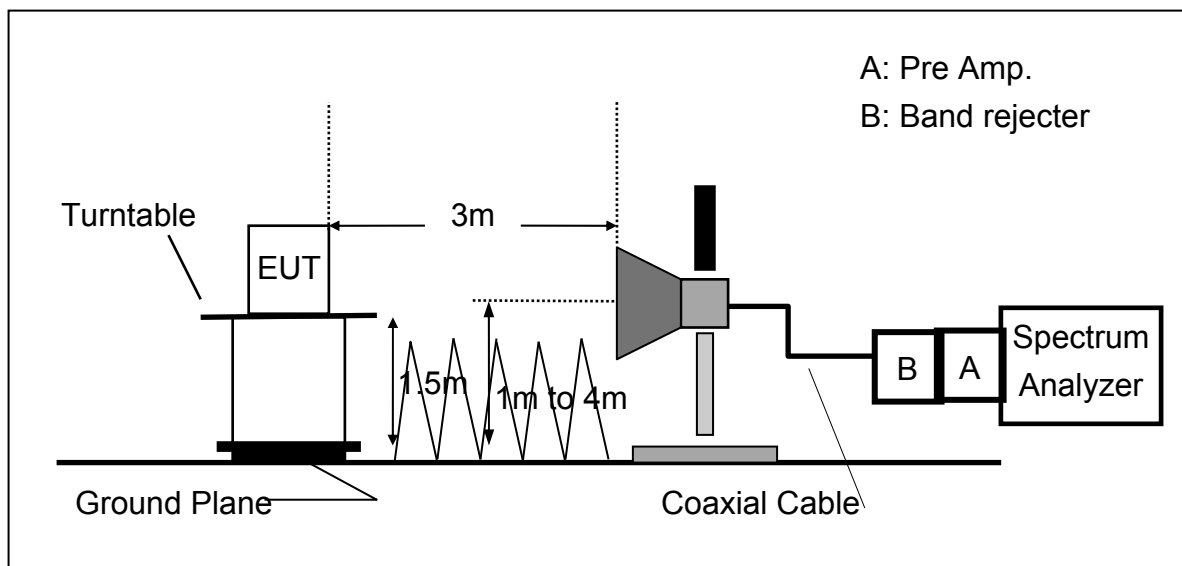 A: Pre Amp.
B: Band rejecter
Turntable
3m
EUT
1.5m
1m to 4m
B
A
Spectrum
Analyzer
Ground Plane
Coaxial Cable